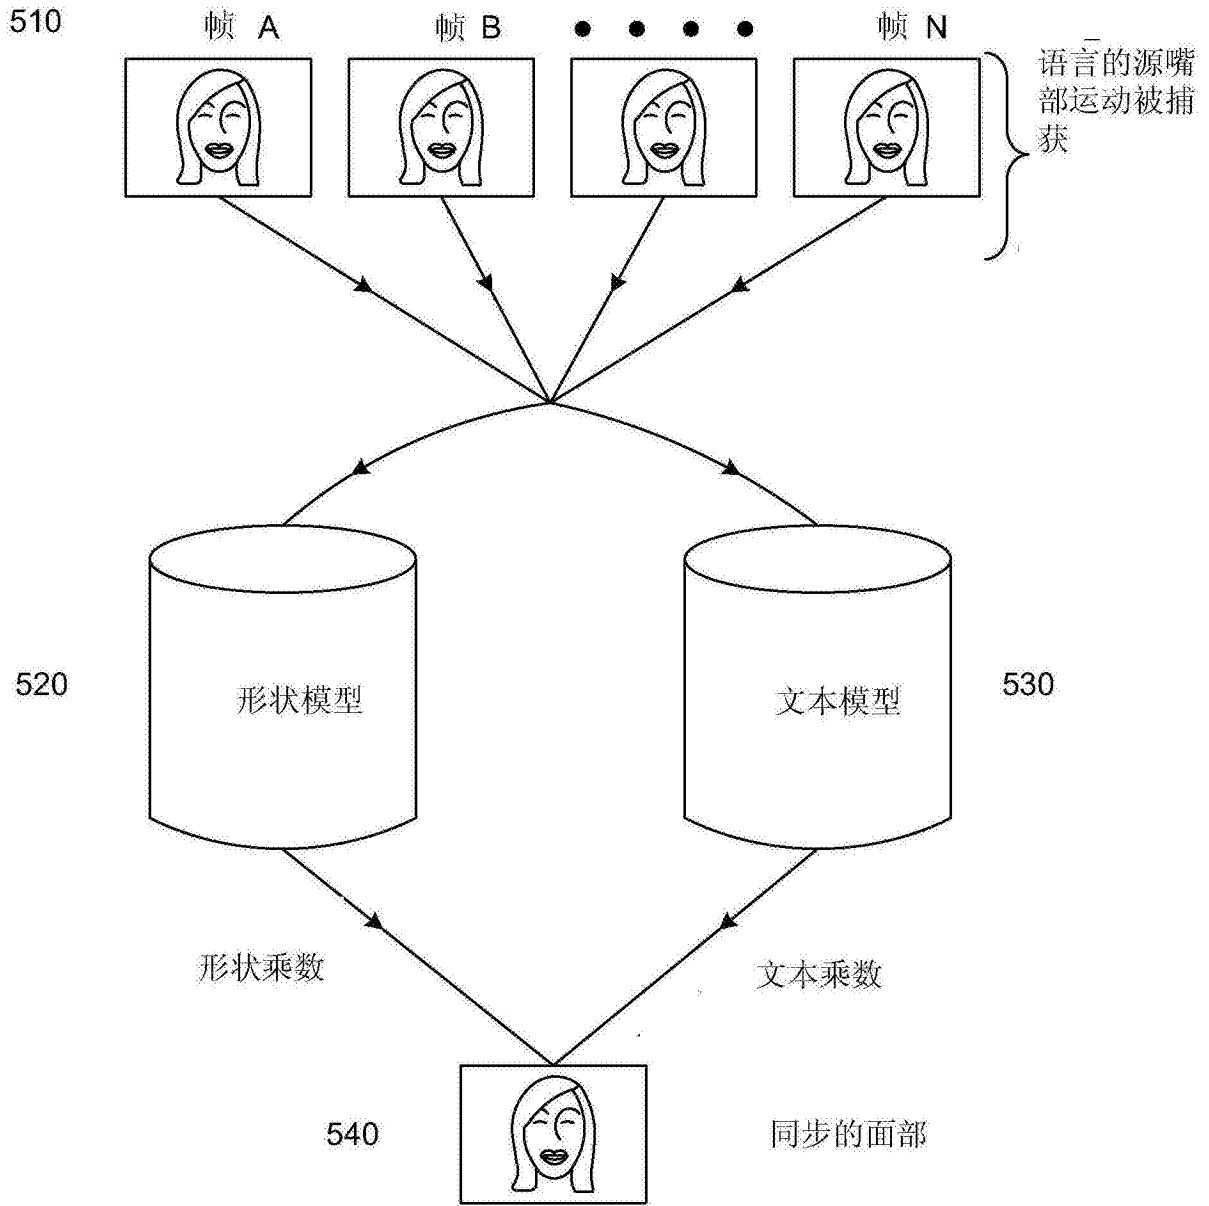 510
帧 A
帧 B
帧 N
语言的源嘴
部运动被捕
获
520
形状模型
文本模型
530
形状乘数
文本乘数
540
同步的面部